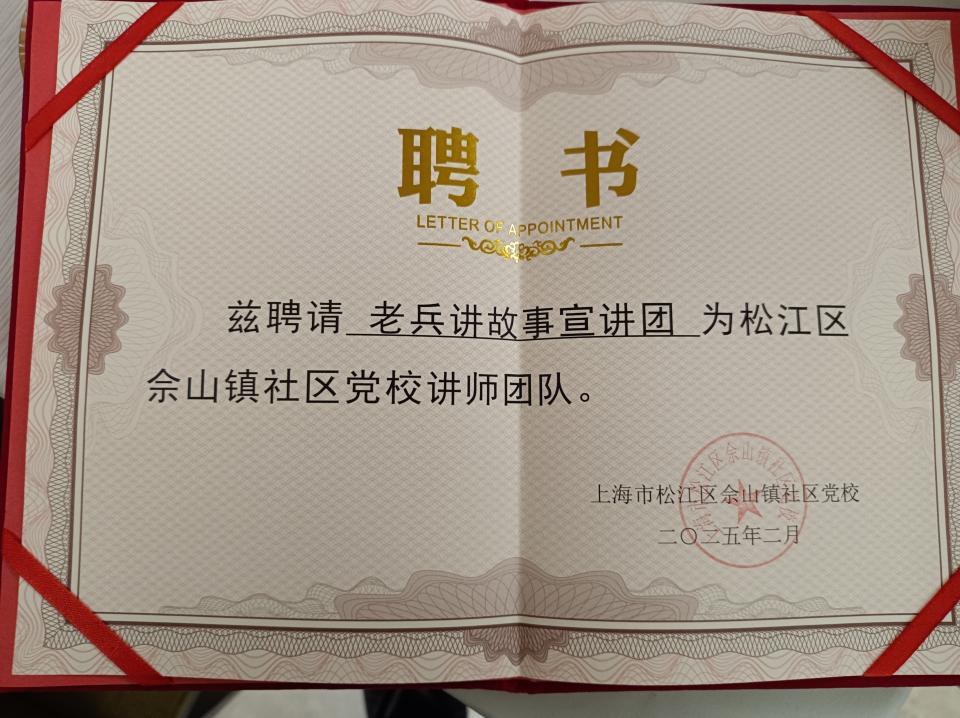 聘 书
LETTER OF APPOINTMENT
兹聘请 老兵讲故事宣讲团 为松江区
佘山镇社区党校讲师团队。
上海市松江区佘山镇社区党校
二〇二五年二月